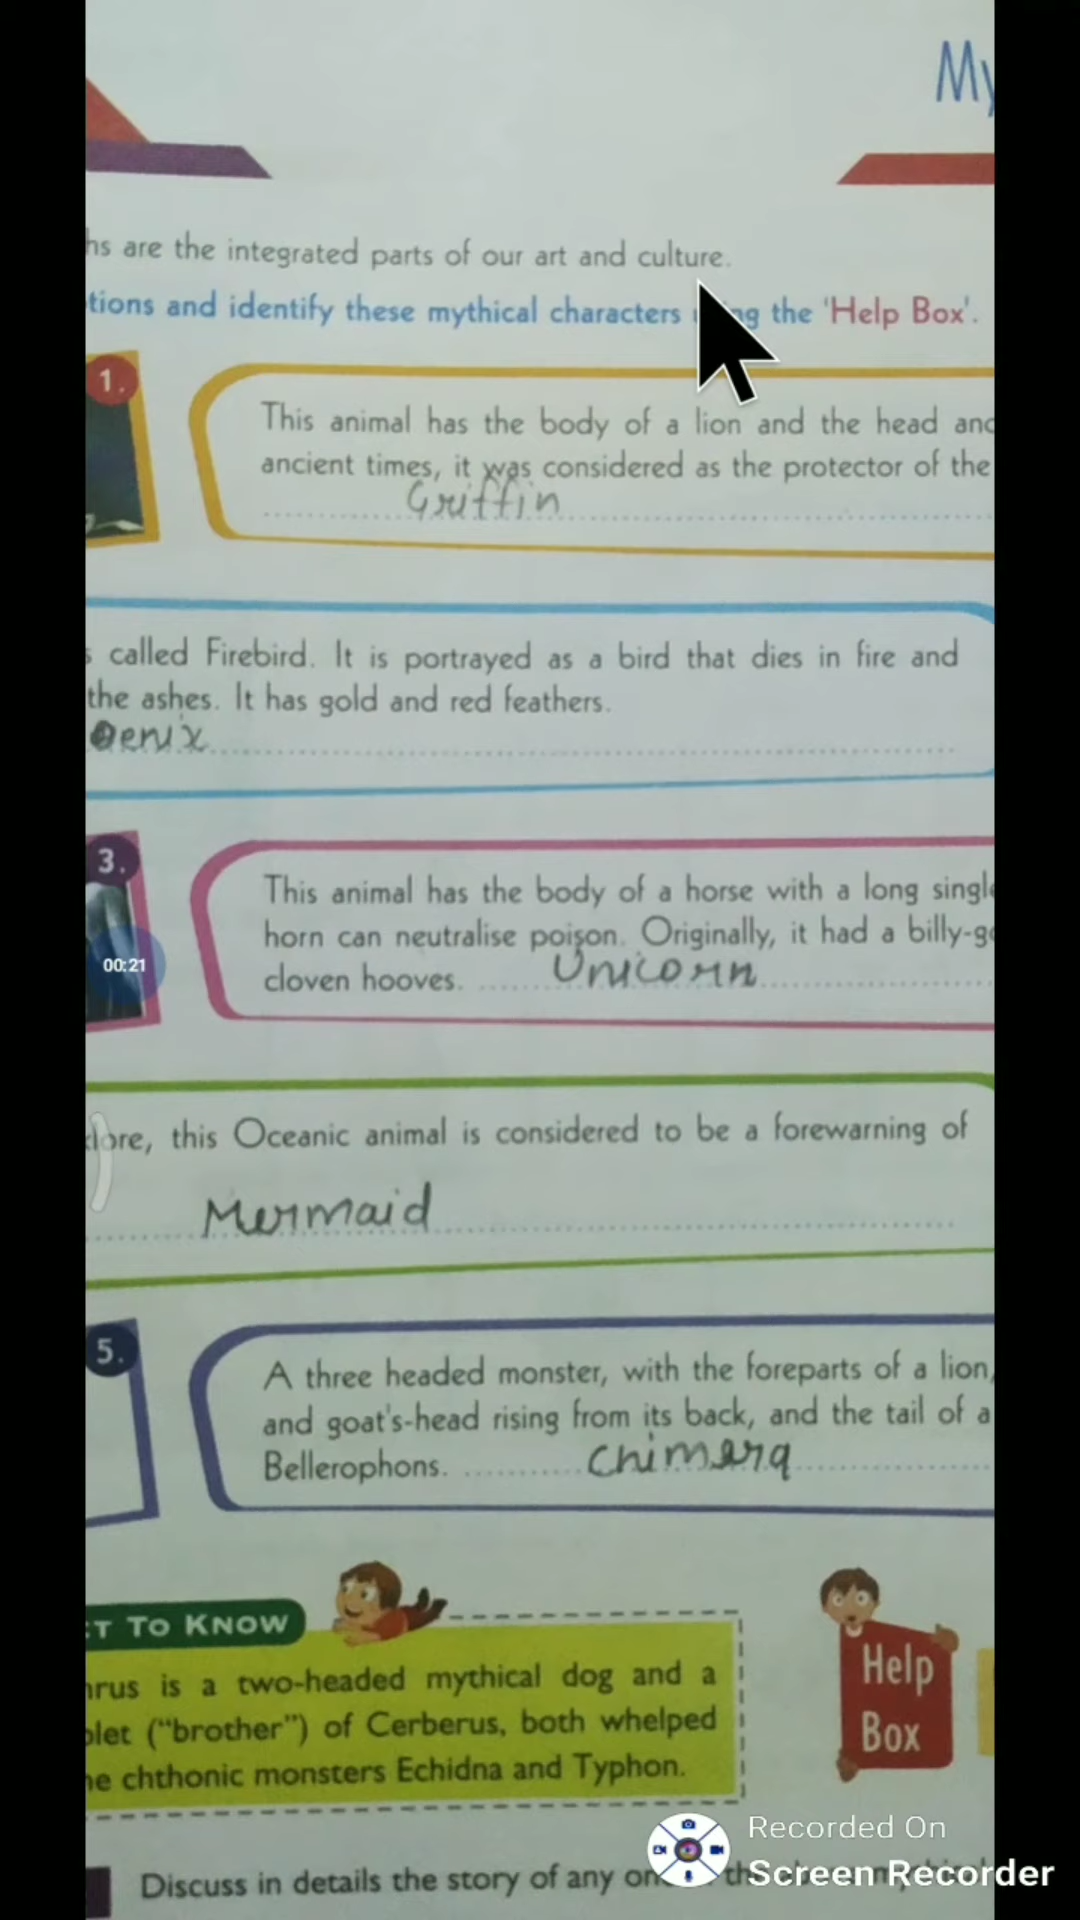 My
hs are the integrated parts of our art and culture.
tions and identify these mythical characters the 'Help Box'.
1.
This animal has the body of a lion and the head and
ancient times, it was considered as the protector of the
Griffin
called Firebird. It is portrayed as a bird that dies in fire and
the ashes. It has gold and red feathers.
oenix
3.
This animal has the body of a horse with a long single
horn can neutralise poison. Originally, it had a billy-go
00:21
cloven hooves. Unicorn
lore, this Oceanic animal is considered to be a forewarning of
Mermaid
5.
A three headed monster, with the foreparts of a lion,
and goat's-head rising from its back, and the tail of a
Bellerophons. Chimera
CT TO KNOW
hrus is a two-headed mythical dog and a
blet ("brother") of Cerberus, both whelped
he chthonic monsters Echidna and Typhon.
Help
Box
Recorded On
Screen Recorder
Discuss in details the story of any